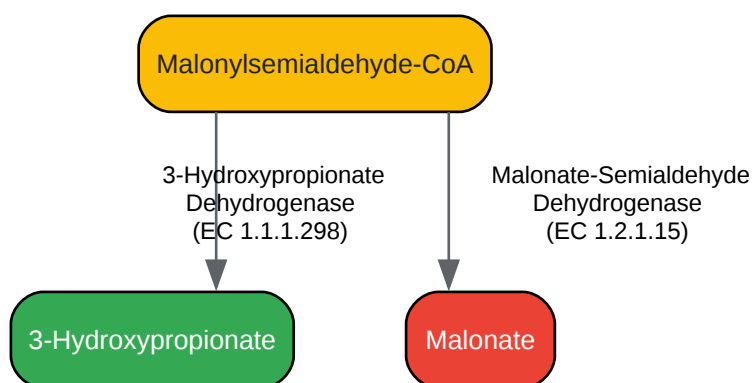 Malonylsemialdehyde-CoA
3-Hydroxypropionate
Dehydrogenase
(EC 1.1.1.298)
Malonate-Semialdehyde
Dehydrogenase
(EC 1.2.1.15)
3-Hydroxypropionate
Malonate